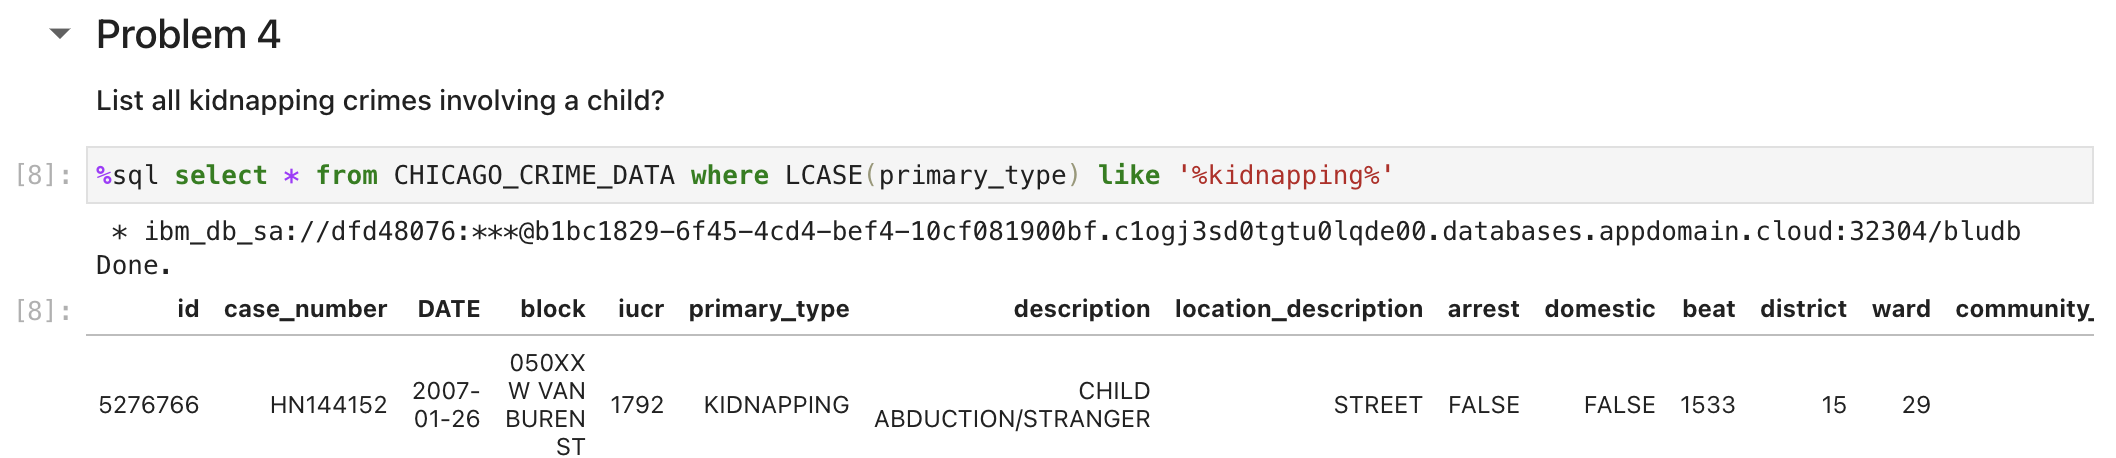 Problem 4
List all kidnapping crimes involving a child?
[8]: %sql select * from CHICAGO_CRIME_DATA where LCASE(primary_type) like '%kidnapping%'
* ibm_db_sa://dfd48076:***@b1bc1829-6f45-4cd4-bef4-10cf081900bf.c1ogj3sd0tgtu0lqde00.databases.appdomain.cloud:32304/bludb
Done.
[8]: id case_number DATE block iucr primary_type description location_description arrest domestic beat district ward community_
5276766 HN144152 2007-01-26 050XX W VAN BUREN ST 1792 KIDNAPPING CHILD ABDUCTION/STRANGER STREET FALSE FALSE 1533 15 29